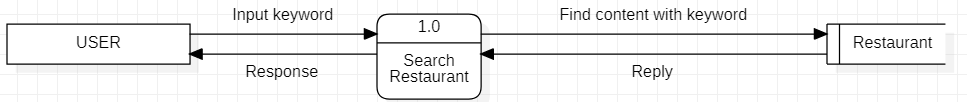 Input keyword
Find content with keyword
1.0
USER
Restaurant
Search
Restaurant
Response
Reply